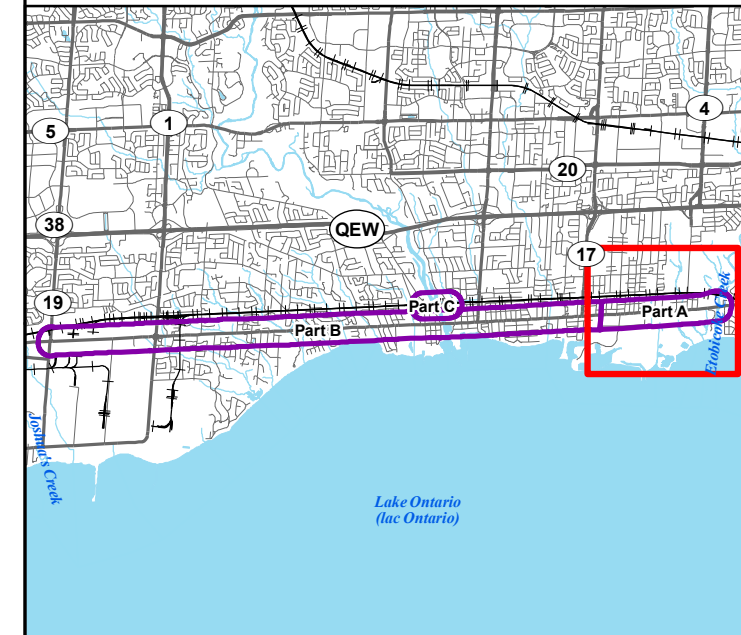 4
5
1
20
38
QEW
17
19
Part C
Part A
Part B
Etobicoke Creek
Joshua's Creek
Lake Ontario
(lac Ontario)